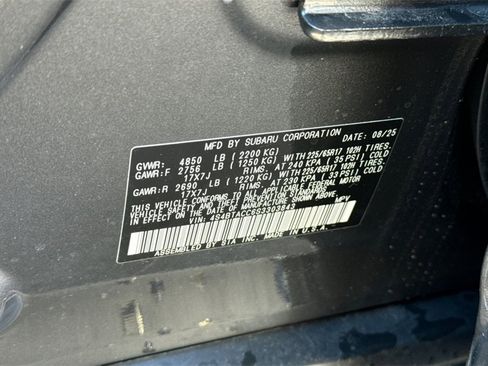 MFD BY SUBARU CORPORATION DATE: 08/25
GVWR: 4850 LB (2200 KG)
GAWR:F 2756 LB (1250 KG) WITH 225/65R17 102H TIRES.
17X7J RIMS. AT 240 KPA (35 PSI) COLD
GAWR:R 2690 LB (1220 KG) WITH 225/65R17 102H TIRES.
17X7J RIMS. AT 230 KPA (33 PSI) COLD
THIS VEHICLE CONFORMS TO ALL APPLICABLE FEDERAL MOTOR
VEHICLE SAFETY AND THEFT PREVENTION STANDARDS
IN EFFECT ON THE DATE OF MANUFACTURE SHOWN ABOVE.
VIN: 4S4BTACC6S3303843 MPV
ASSEMBLED BY SIA INC. MADE IN U.S.A.